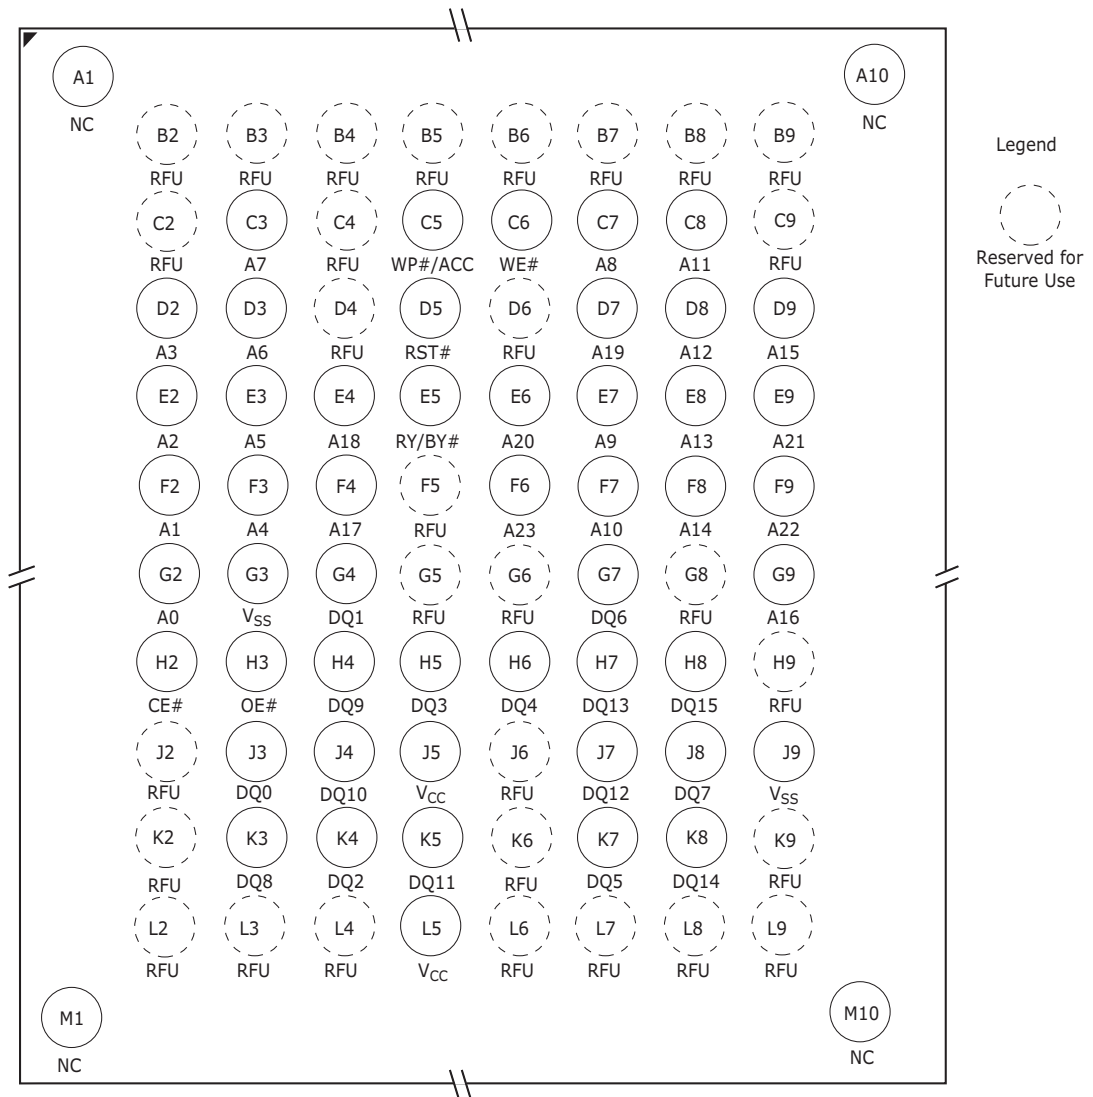 A1 A10
NC NC
B2 B3 B4 B5 B6 B7 B8 B9
Legend
RFU RFU RFU RFU RFU RFU RFU RFU
C2 C3 C4 C5 C6 C7 C8 C9
Reserved for
Future Use
RFU A7 RFU WP#/ACC WE# A8 A11 RFU
D2 D3 D4 D5 D6 D7 D8 D9
A3 A6 RFU RST# RFU A19 A12 A15
E2 E3 E4 E5 E6 E7 E8 E9
A2 A5 A18 RY/BY# A20 A9 A13 A21
F2 F3 F4 F5 F6 F7 F8 F9
A1 A4 A17 RFU A23 A10 A14 A22
G2 G3 G4 G5 G6 G7 G8 G9
A0 VSS DQ1 RFU RFU DQ6 RFU A16
H2 H3 H4 H5 H6 H7 H8 H9
CE# OE# DQ9 DQ3 DQ4 DQ13 DQ15 RFU
J2 J3 J4 J5 J6 J7 J8 J9
RFU DQ0 DQ10 VCC RFU DQ12 DQ7 VSS
K2 K3 K4 K5 K6 K7 K8 K9
RFU DQ8 DQ2 DQ11 RFU DQ5 DQ14 RFU
L2 L3 L4 L5 L6 L7 L8 L9
RFU RFU RFU VCC RFU RFU RFU RFU
M1 M10
NC NC